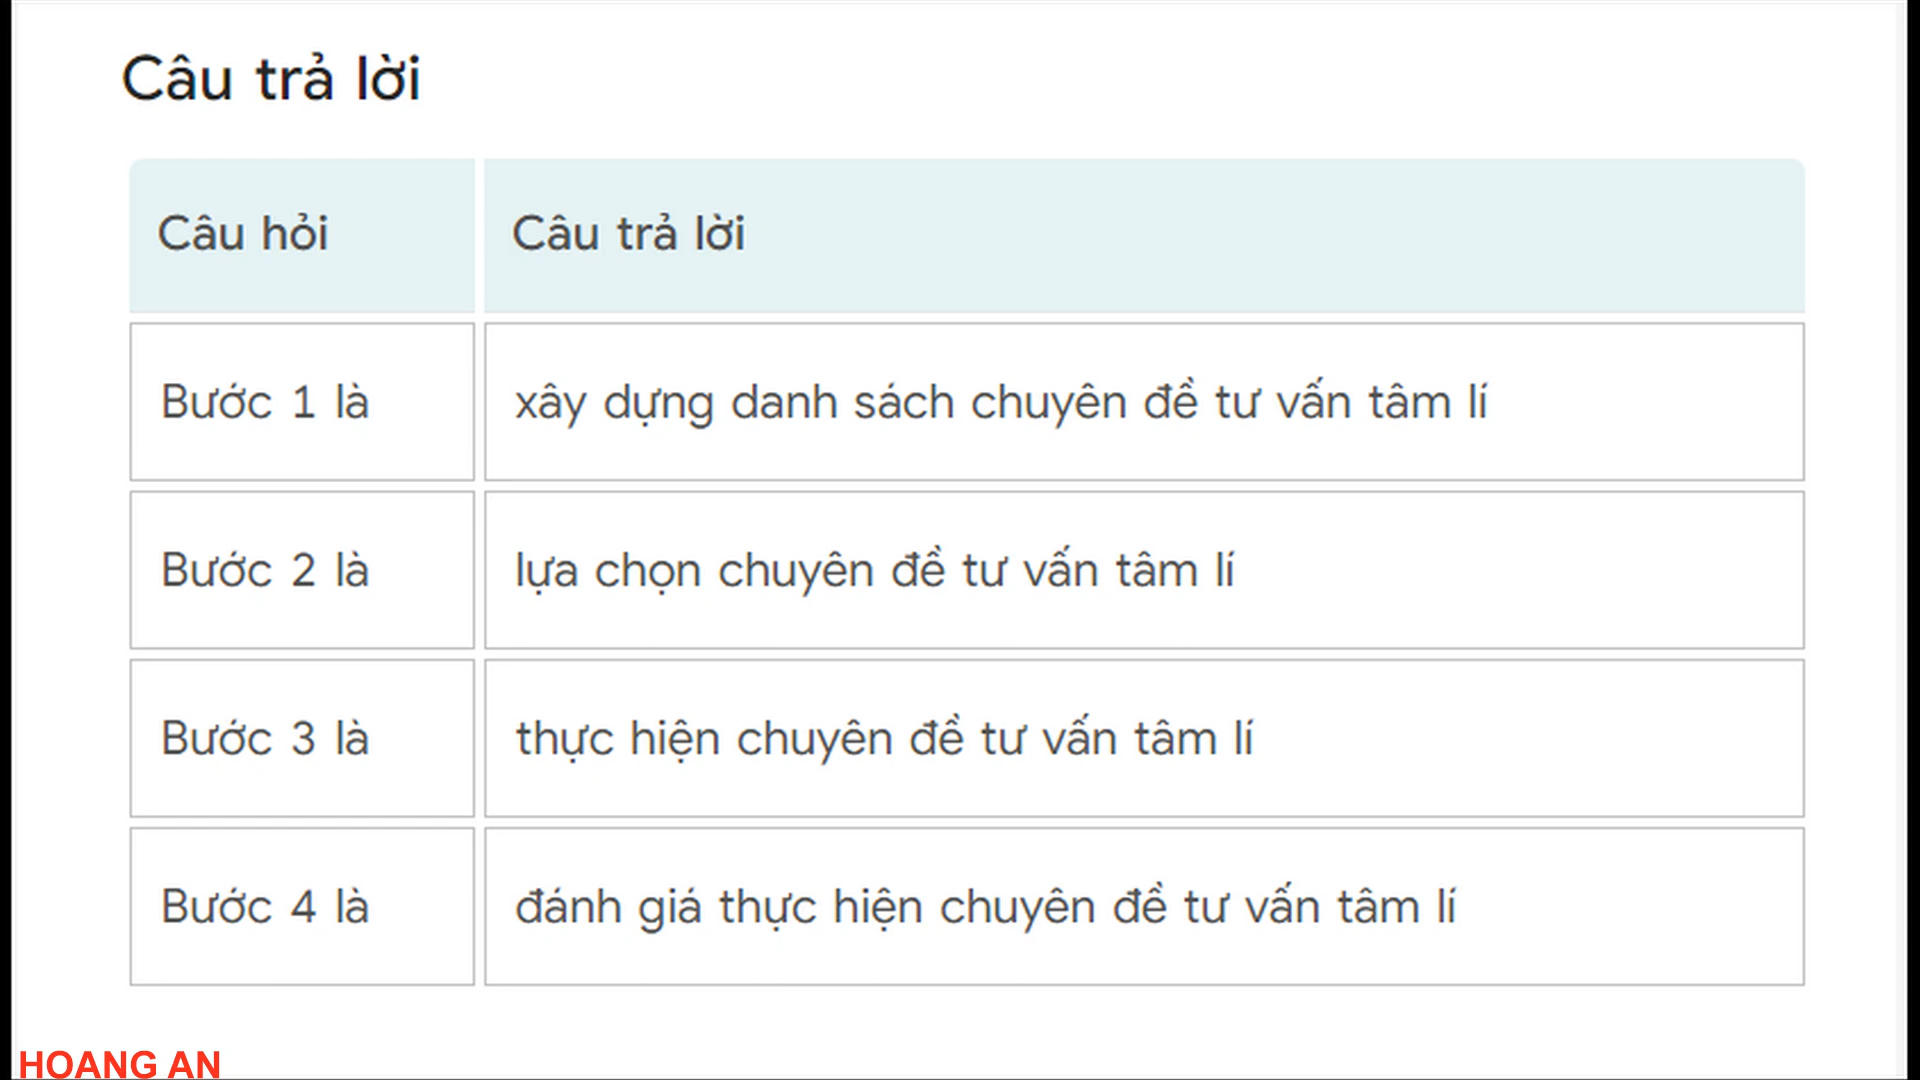 Câu trả lời
Câu hỏi Câu trả lời
Bước 1 là xây dựng danh sách chuyên đề tư vấn tâm lí
Bước 2 là lựa chọn chuyên đề tư vấn tâm lí
Bước 3 là thực hiện chuyên đề tư vấn tâm lí
Bước 4 là đánh giá thực hiện chuyên đề tư vấn tâm lí
HOANG AN